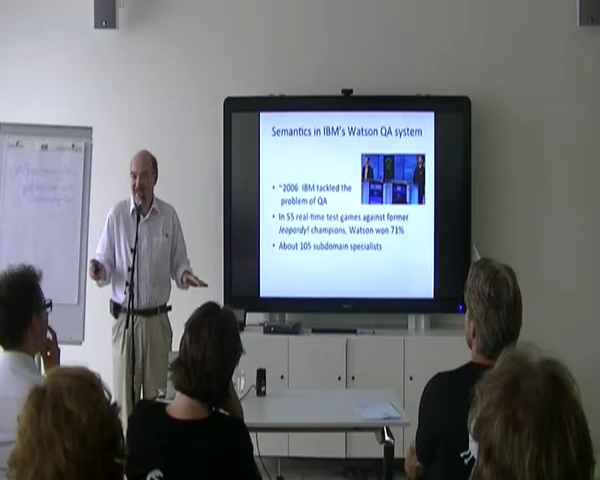 Semantics in IBM's Watson QA system
• ~2006 IBM tackled the
problem of QA
• In 55 real-time test games against former
Jeopardy! champions, Watson won 71%
• About 105 subdomain specialists